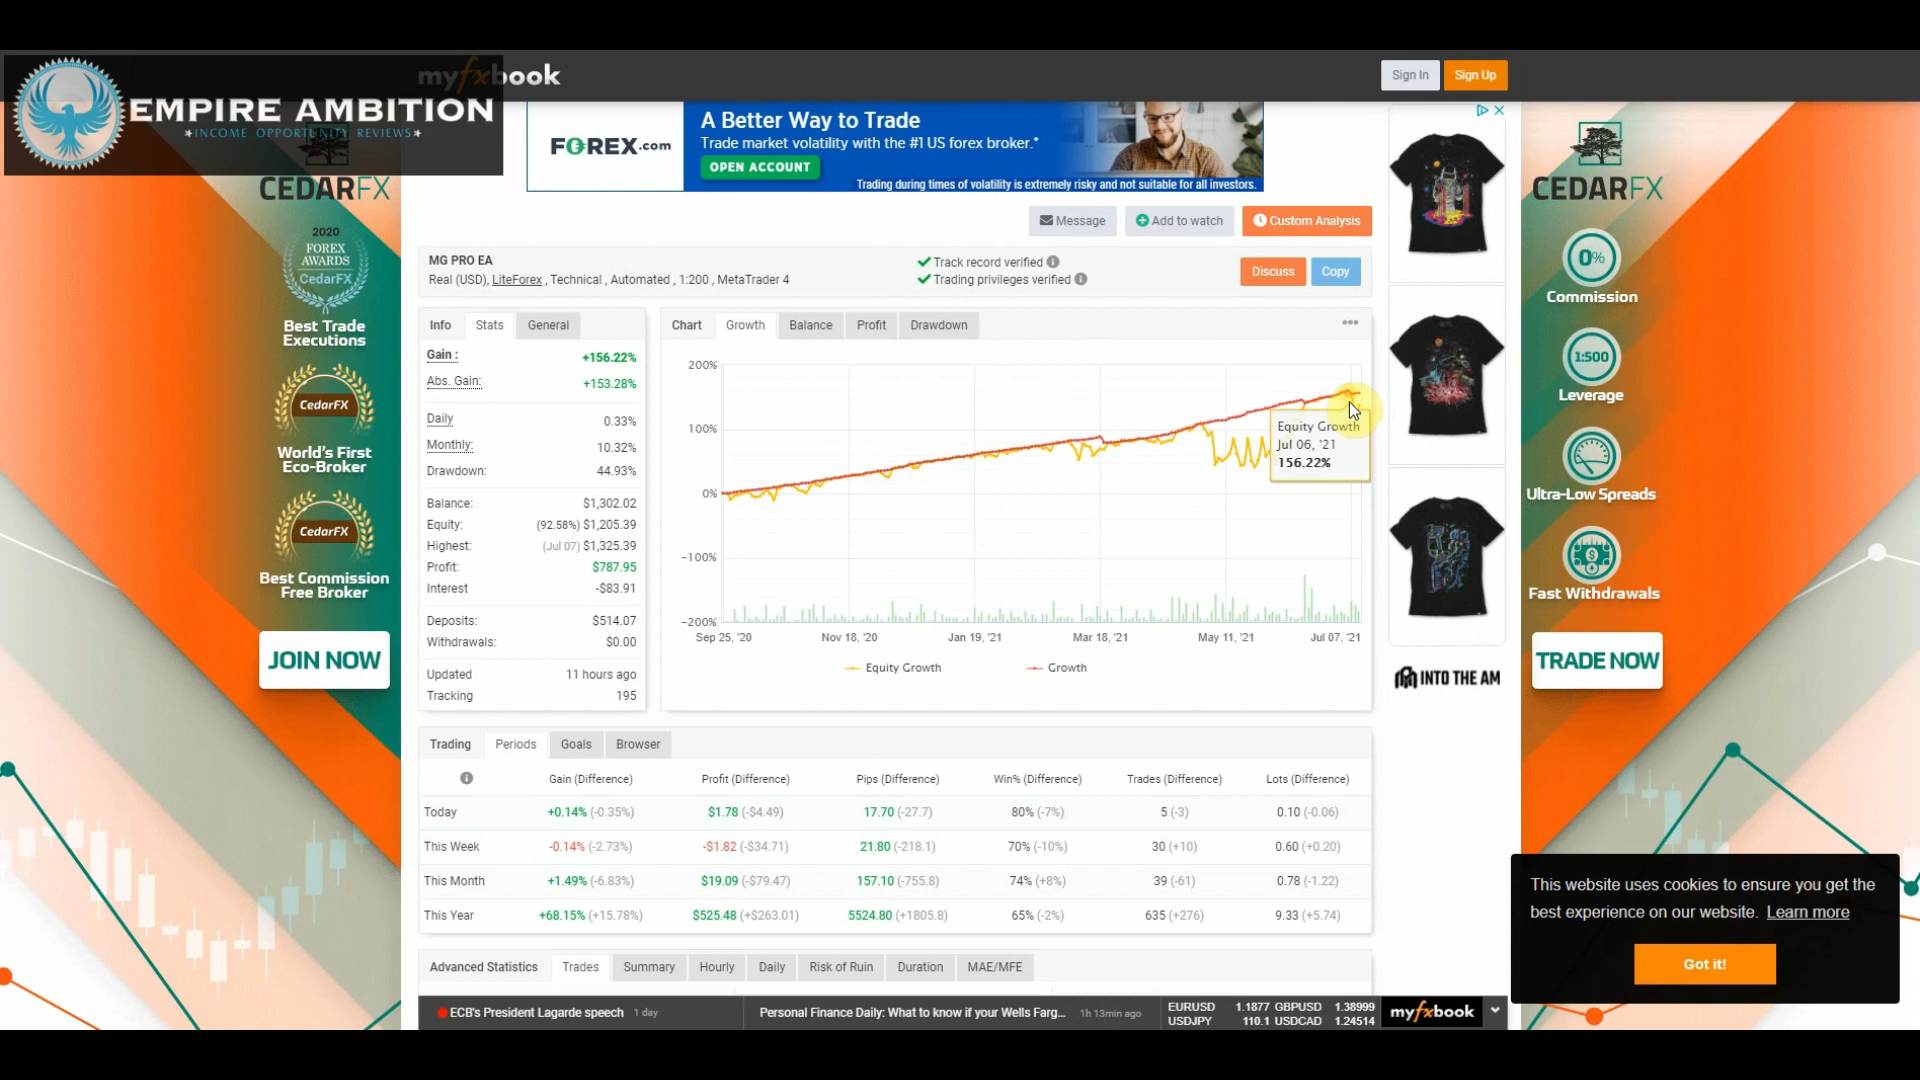 EMPIRE AMBITION
★INCOME OPPORTUNITY REVIEWS★
myfxbook
Sign In
Sign Up
FOREX.com
A Better Way to Trade
Trade market volatility with the #1 US forex broker.*
OPEN ACCOUNT
Trading during times of volatility is extremely risky and not suitable for all investors.
CEDARFX
2020
FOREX
AWARDS
CedarFX
Best Trade
Executions
CedarFX
World's First
Eco-Broker
CedarFX
Best Commission
Free Broker
JOIN NOW
Message
Add to watch
Custom Analysis
MG PRO EA
Real (USD), LiteForex , Technical , Automated , 1:200 , MetaTrader 4
Track record verified
Trading privileges verified
Discuss
Copy
Info
Stats
General
Gain :
+156.22%
Abs. Gain:
+153.28%
Daily
0.33%
Monthly:
10.32%
Drawdown:
44.93%
Balance:
$1,302.02
Equity:
(92.58%) $1,205.39
Highest:
(Jul 07) $1,325.39
Profit:
$787.95
Interest
-$83.91
Deposits:
$514.07
Withdrawals:
$0.00
Updated
11 hours ago
Tracking
195
Chart
Growth
Balance
Profit
Drawdown
200%
100%
0%
-100%
-200%
Equity Growth
Jul 06, '21
156.22%
Sep 25, '20
Nov 18, '20
Jan 19, '21
Mar 18, '21
May 11, '21
Jul 07, '21
Equity Growth
Growth
Trading
Periods
Goals
Browser
Gain (Difference)
Profit (Difference)
Pips (Difference)
Win% (Difference)
Trades (Difference)
Lots (Difference)
Today
+0.14% (-0.35%)
$1.78 (-$4.49)
17.70 (-27.7)
80% (-7%)
5 (-3)
0.10 (-0.06)
This Week
-0.14% (-2.73%)
-$1.82 (-$34.71)
21.80 (-218.1)
70% (-10%)
30 (+10)
0.60 (+0.20)
This Month
+1.49% (-6.83%)
$19.09 (-$79.47)
157.10 (-755.8)
74% (+8%)
39 (-61)
0.78 (-1.22)
This Year
+68.15% (+15.78%)
$525.48 (+$263.01)
5524.80 (+1805.8)
65% (-2%)
635 (+276)
9.33 (+5.74)
Advanced Statistics
Trades
Summary
Hourly
Daily
Risk of Ruin
Duration
MAE/MFE
ECB's President Lagarde speech
1 day
Personal Finance Daily: What to know if your Wells Farg...
1h 13min ago
EURUSD 1.1877 GBPUSD 1.38999
USDJPY 110.1 USDCAD 1.24514
myfxbook
INTO THE AM
CEDARFX
0%
Commission
1:500
Leverage
Ultra-Low Spreads
Fast Withdrawals
TRADE NOW
This website uses cookies to ensure you get the
best experience on our website. Learn more
Got it!